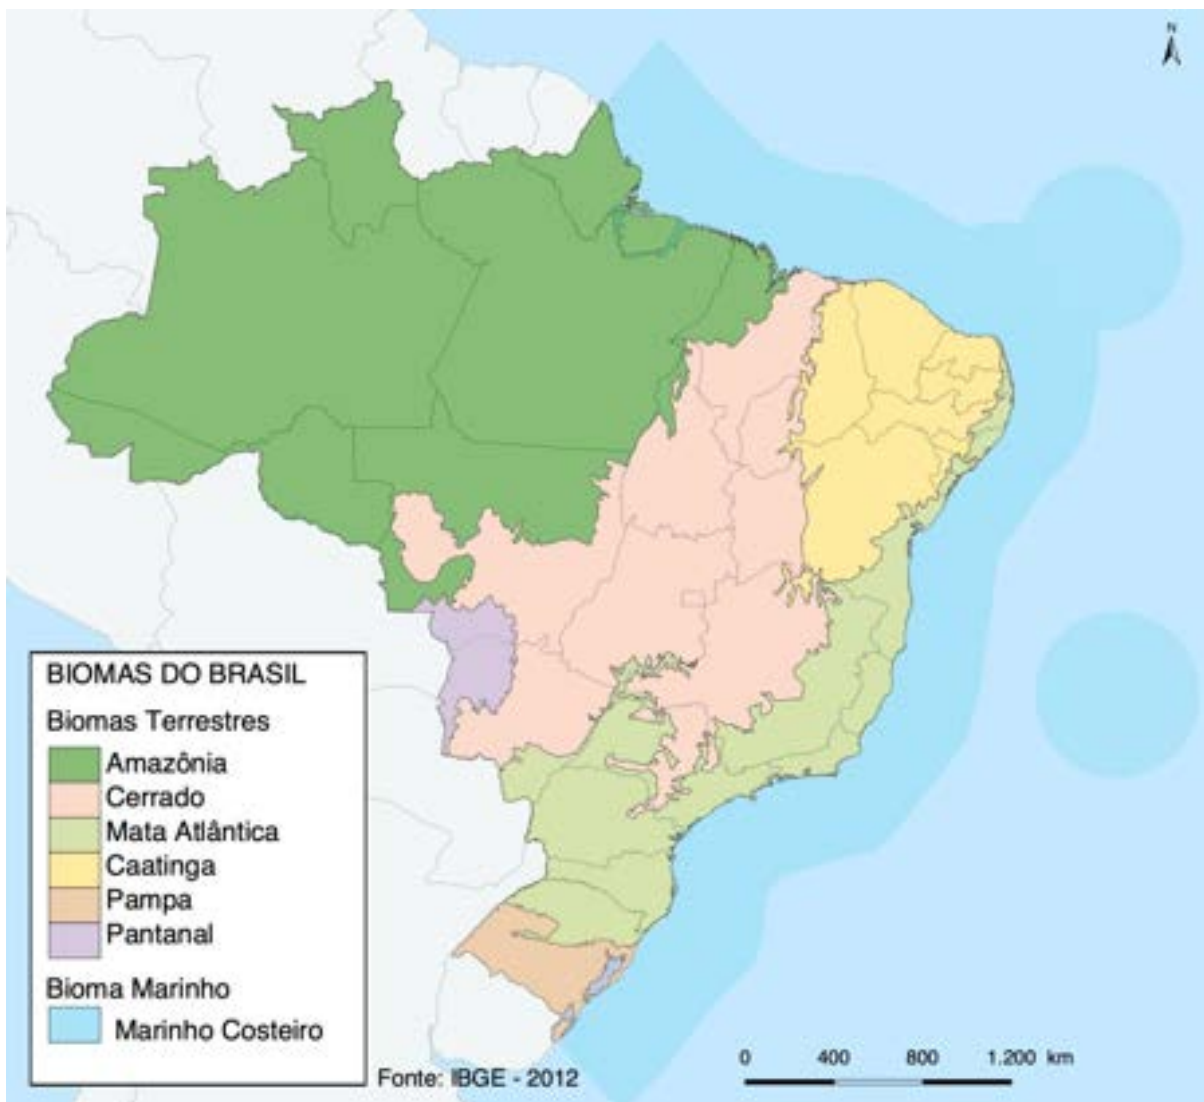 N
BIOMAS DO BRASIL
Biomas Terrestres
Amazônia
Cerrado
Mata Atlântica
Caatinga
Pampa
Pantanal
Bioma Marinho
Marinho Costeiro
Fonte: IBGE - 2012
0 400 800 1.200 km